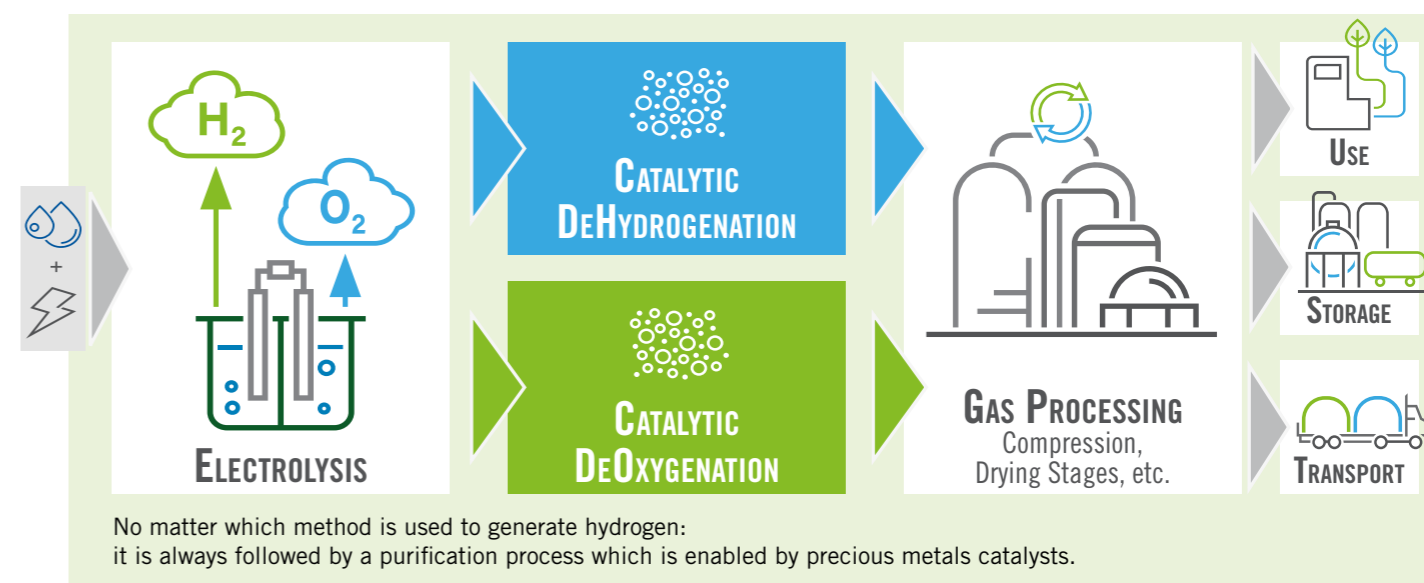 H2
O2
+
ELECTROLYSIS
CATALYTIC
DEHYDROGENATION
CATALYTIC
DEOXYGENATION
GAS PROCESSING
Compression,
Drying Stages, etc.
USE
STORAGE
TRANSPORT
No matter which method is used to generate hydrogen:
it is always followed by a purification process which is enabled by precious metals catalysts.